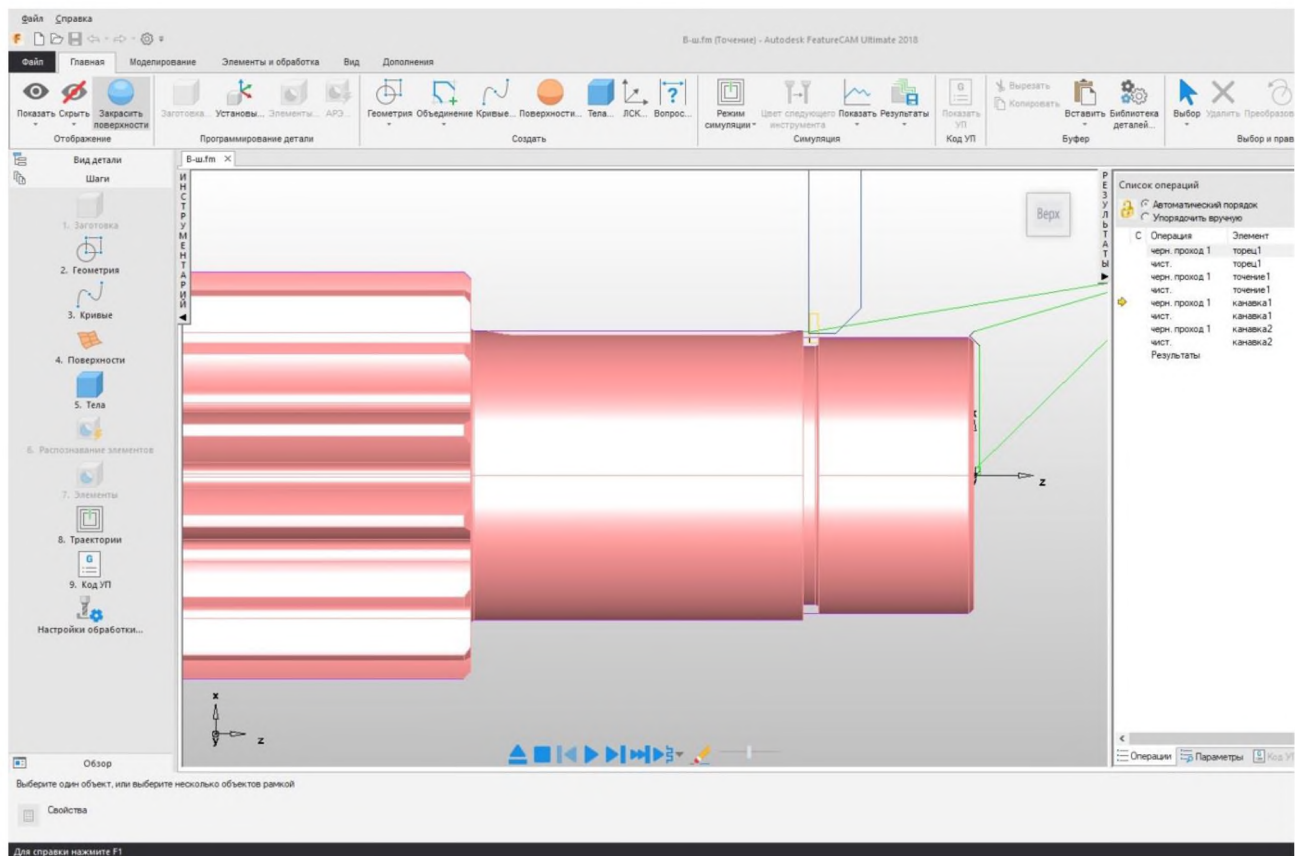 Файл Справка
В-ш.fm (Точение) - Autodesk FeatureCAM Ultimate 2018
Файл Главная Моделирование Элементы и обработка Вид Дополнения
Показать Скрыть Закрасить поверхности
Отображение
Заготовка... Установы... Элементы... АРЭ...
Программирование детали
Геометрия Объединение Кривые... Поверхности... Тела... ЛСК... Вопрос...
Создать
Режим симуляции Цвет следующего инструмента Показать Результаты
Симуляция
Показать УП
Код УП
Вырезать
Копировать
Вставить Библиотека деталей...
Буфер
Выбор Удалить Преобразов
Выбор и прав
Вид детали
Шаги
1. Заготовка
2. Геометрия
3. Кривые
4. Поверхности
5. Тела
6. Распознавание элементов
7. Элементы
8. Траектории
G
9. Код УП
Настройки обработки...
Обзор
В-ш.fm
ИНСТРУМЕНТАРИЙ
Верх
x
z
x
y z
РЕЗУЛЬТАТЫ
Список операций
Автоматический порядок
Упорядочить вручную
С Операция Элемент
черн. проход 1 торец1
чист. торец1
черн. проход 1 точение1
чист. точение1
черн. проход 1 канавка1
чист. канавка1
черн. проход 1 канавка2
чист. канавка2
Результаты
Операции Параметры Код УП
Выберите один объект, или выберите несколько объектов рамкой
Свойства
Для справки нажмите F1